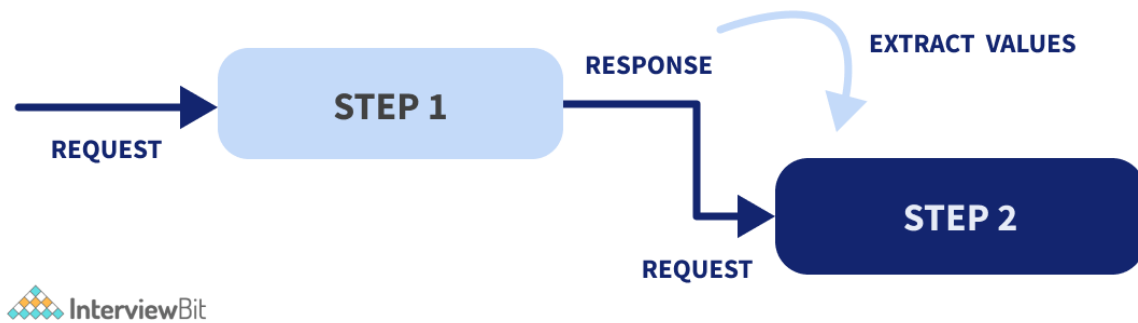 EXTRACT VALUES
RESPONSE
STEP 1
REQUEST
STEP 2
REQUEST
InterviewBit